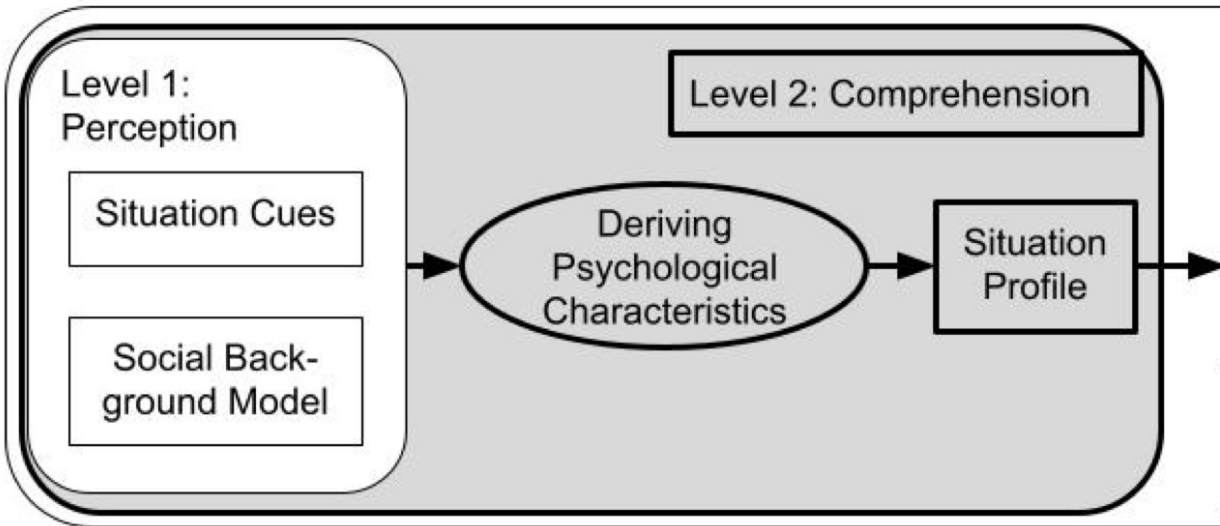 Level 1:
Perception
Level 2: Comprehension
Situation Cues
Deriving
Psychological
Characteristics
Situation
Profile
Social Back-
ground Model